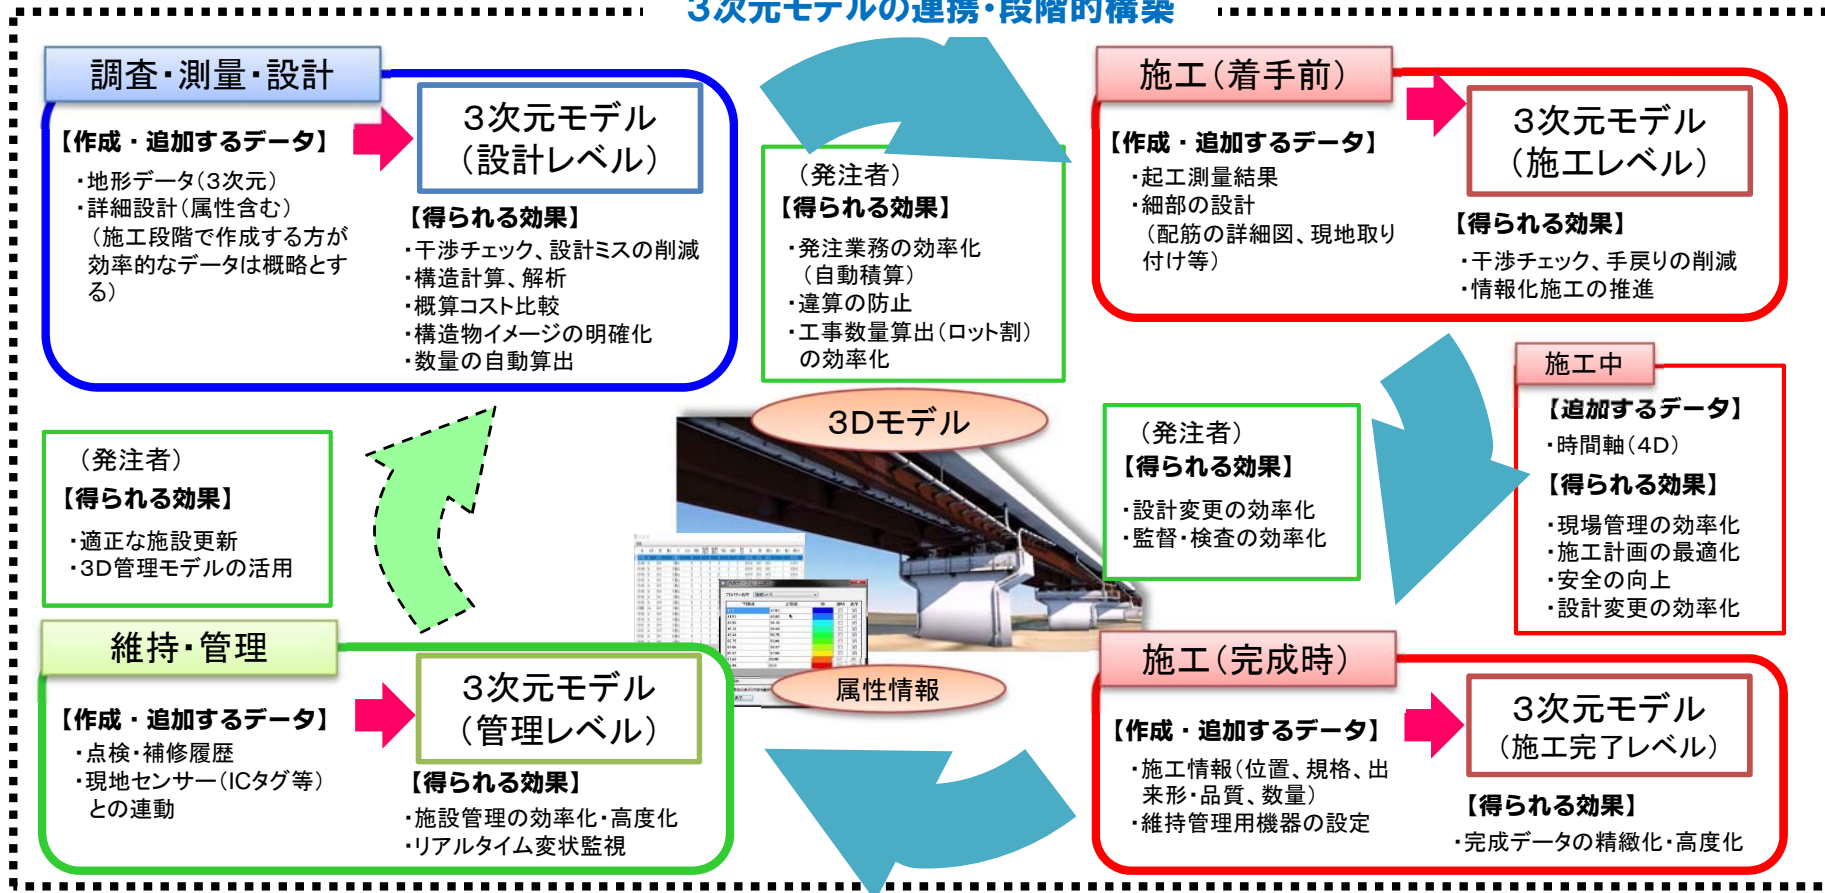 3次元モデルの連携・段階的構築
調査・測量・設計
【作成・追加するデータ】
・地形データ(3次元)
・詳細設計(属性含む)
(施工段階で作成する方が
効率的なデータは概略とす
る)
3次元モデル
(設計レベル)
【得られる効果】
・干渉チェック、設計ミスの削減
・構造計算、解析
・概算コスト比較
・構造物イメージの明確化
・数量の自動算出
(発注者)
【得られる効果】
・発注業務の効率化
(自動積算)
・違算の防止
・工事数量算出(ロット割)
の効率化
施工(着手前)
【作成・追加するデータ】
・起工測量結果
・細部の設計
(配筋の詳細図、現地取り
付け等)
3次元モデル
(施工レベル)
【得られる効果】
・干渉チェック、手戻りの削減
・情報化施工の推進
施工中
【追加するデータ】
・時間軸(4D)
【得られる効果】
・現場管理の効率化
・施工計画の最適化
・安全の向上
・設計変更の効率化
(発注者)
【得られる効果】
・設計変更の効率化
・監督・検査の効率化
3Dモデル
属性情報
(発注者)
【得られる効果】
・適正な施設更新
・3D管理モデルの活用
維持・管理
【作成・追加するデータ】
・点検・補修履歴
・現地センサー(ICタグ等)
との連動
3次元モデル
(管理レベル)
【得られる効果】
・施設管理の効率化・高度化
・リアルタイム変状監視
施工(完成時)
【作成・追加するデータ】
・施工情報(位置、規格、出
来形・品質、数量)
・維持管理用機器の設定
3次元モデル
(施工完了レベル)
【得られる効果】
・完成データの精緻化・高度化